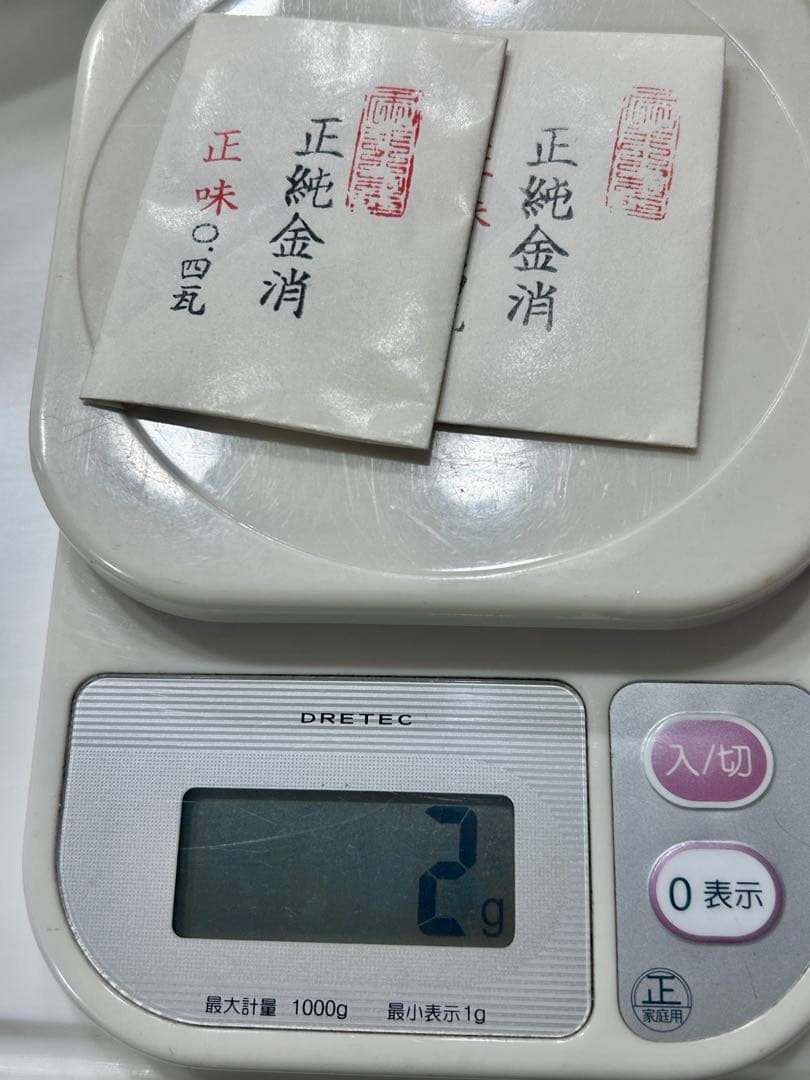 正純金消
正味〇.四瓦
正純金消
DRETEC
2g
最大計量 1000g 最小表示1g
入/切
0 表示
正
家庭用